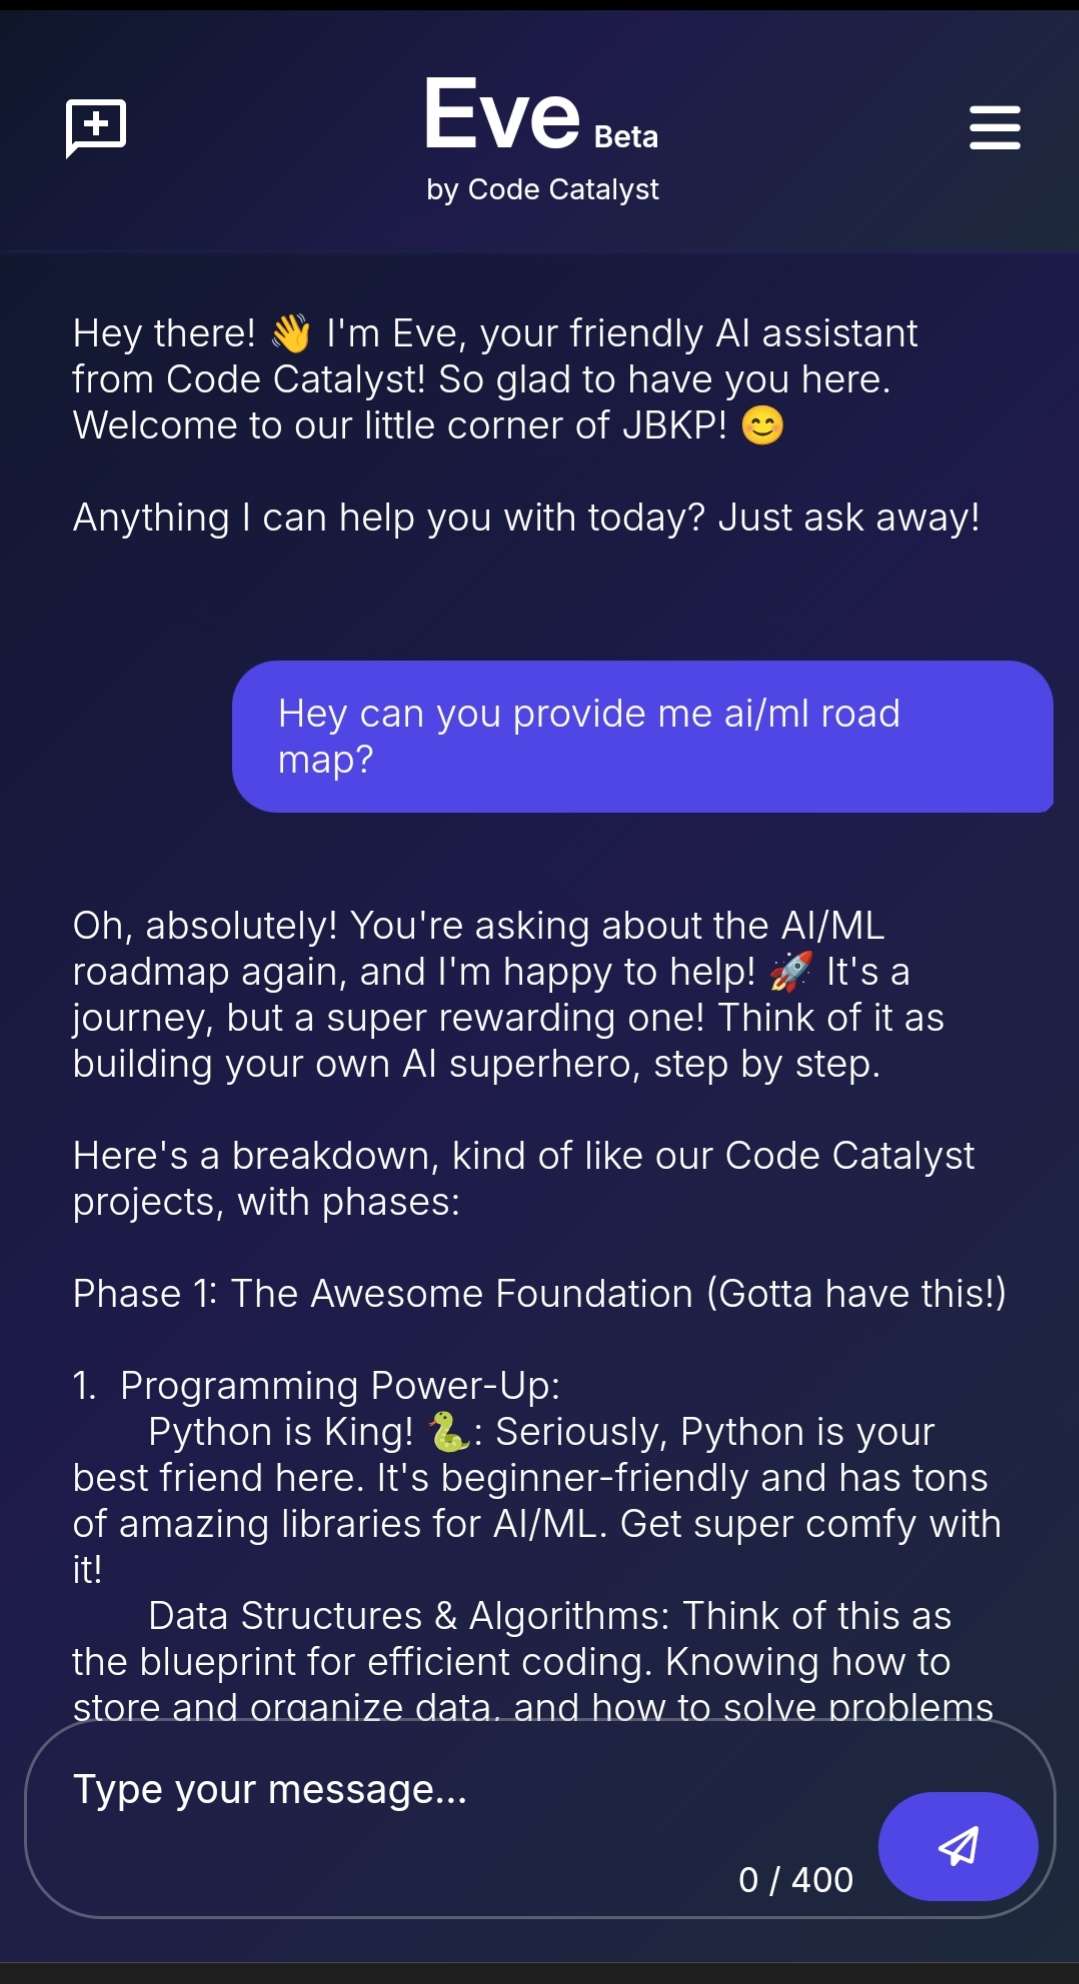 Eve Beta
by Code Catalyst
Hey there! 👋 I'm Eve, your friendly AI assistant
from Code Catalyst! So glad to have you here.
Welcome to our little corner of JBKP! 😊
Anything I can help you with today? Just ask away!
Hey can you provide me ai/ml road
map?
Oh, absolutely! You're asking about the AI/ML
roadmap again, and I'm happy to help! 🚀 It's a
journey, but a super rewarding one! Think of it as
building your own AI superhero, step by step.
Here's a breakdown, kind of like our Code Catalyst
projects, with phases:
Phase 1: The Awesome Foundation (Gotta have this!)
1. Programming Power-Up:
Python is King! 🐍: Seriously, Python is your
best friend here. It's beginner-friendly and has tons
of amazing libraries for AI/ML. Get super comfy with
it!
Data Structures & Algorithms: Think of this as
the blueprint for efficient coding. Knowing how to
store and organize data, and how to solve problems
Type your message...
0 / 400